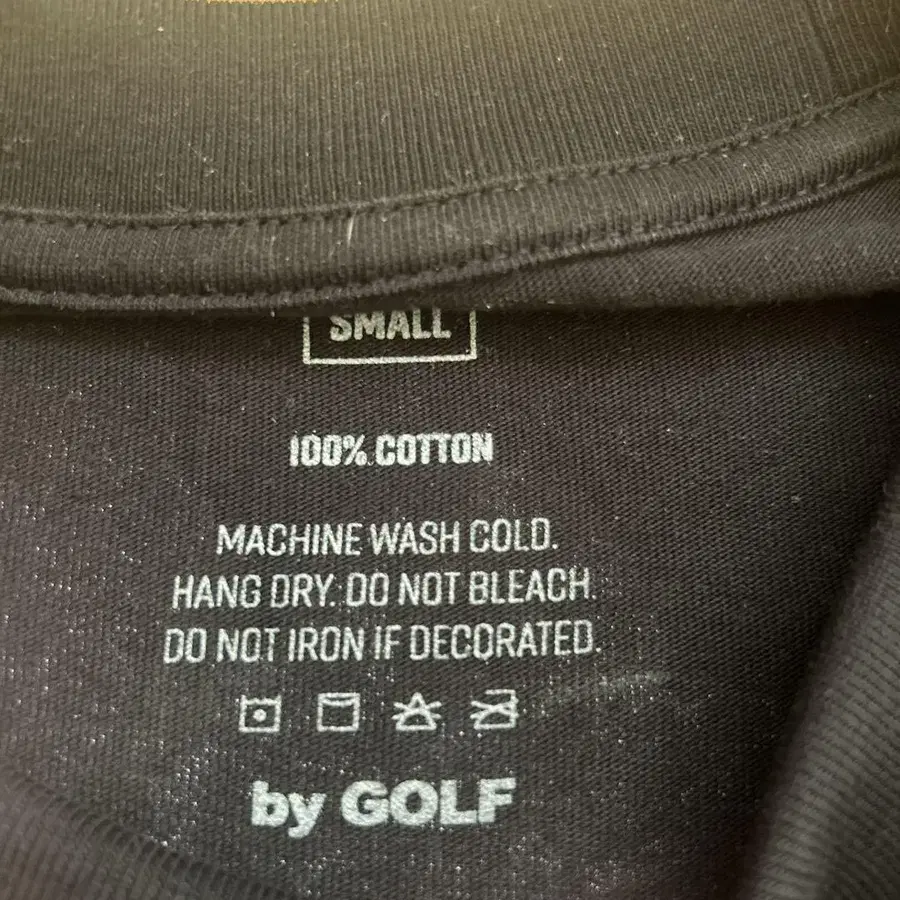 SMALL
100% COTTON
MACHINE WASH COLD.
HANG DRY. DO NOT BLEACH.
DO NOT IRON IF DECORATED.
by GOLF